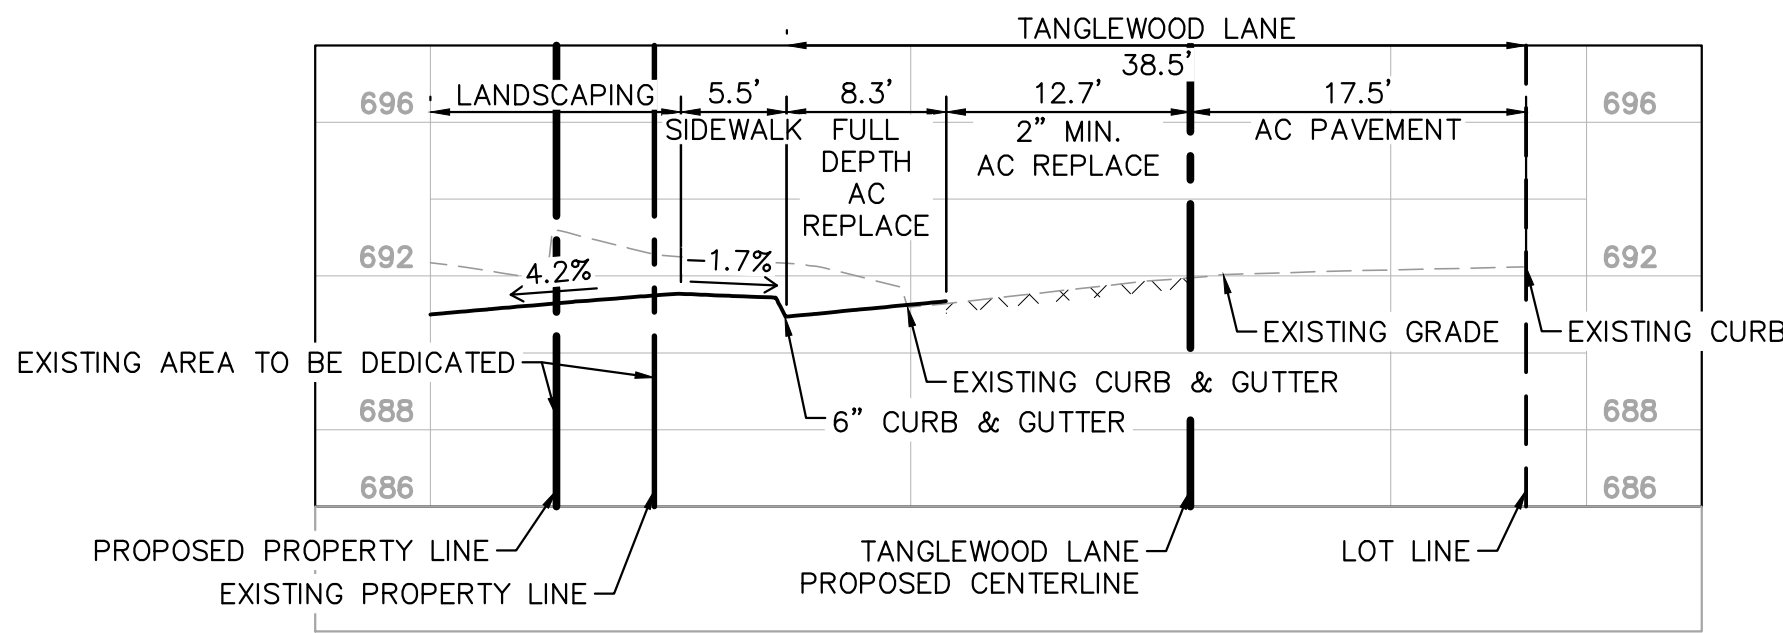 TANGLEWOOD LANE
38.5'
696
LANDSCAPING
5.5'
8.3'
12.7'
17.5'
696
SIDEWALK
FULL
DEPTH
AC
REPLACE
2" MIN.
AC REPLACE
AC PAVEMENT
692
4.2%
-1.7%
692
EXISTING GRADE
EXISTING CURB
EXISTING AREA TO BE DEDICATED
EXISTING CURB & GUTTER
688
6" CURB & GUTTER
688
686
686
PROPOSED PROPERTY LINE
EXISTING PROPERTY LINE
TANGLEWOOD LANE
PROPOSED CENTERLINE
LOT LINE